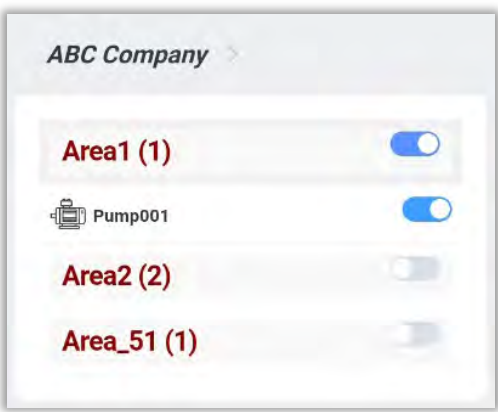 ABC Company
Area1 (1)
Pump001
Area2 (2)
Area_51 (1)